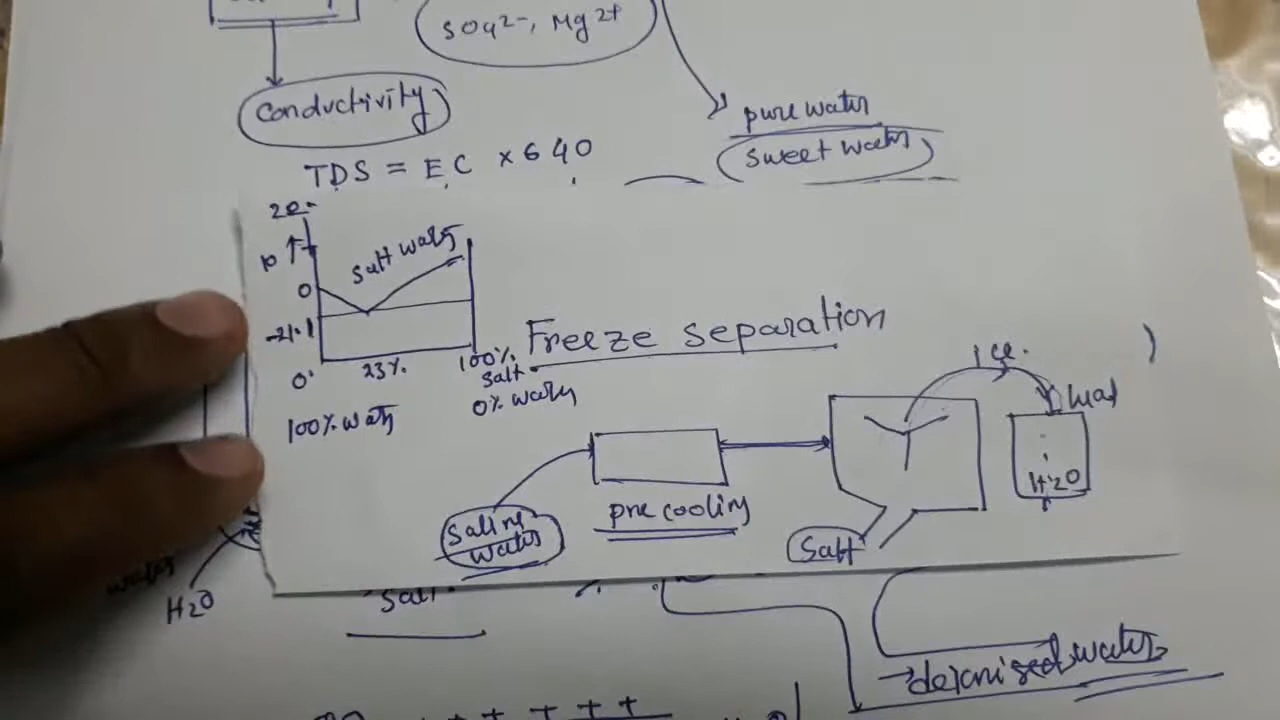 SO4²⁻, Mg²⁺
Conductivity
pure water
Sweet water
TDS = EC × 640
20
10
0
-21.1
0°
Salt water
23%
100%
Salt
0% water
100% water
Freeze separation
Ice.
Heat
H2O
Saline
water
pre cooling
Salt
water
H2O
Salt
+ + + + +